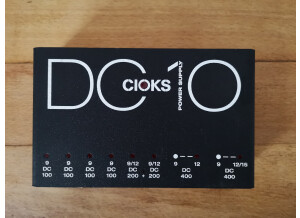 DC`O
CIOKS
POWER SUPPLY
9 9 9 9 9/12 9/12 9 12 9 12/15
DC DC DC DC DC DC DC DC
100 100 100 100 200 + 200 400 400